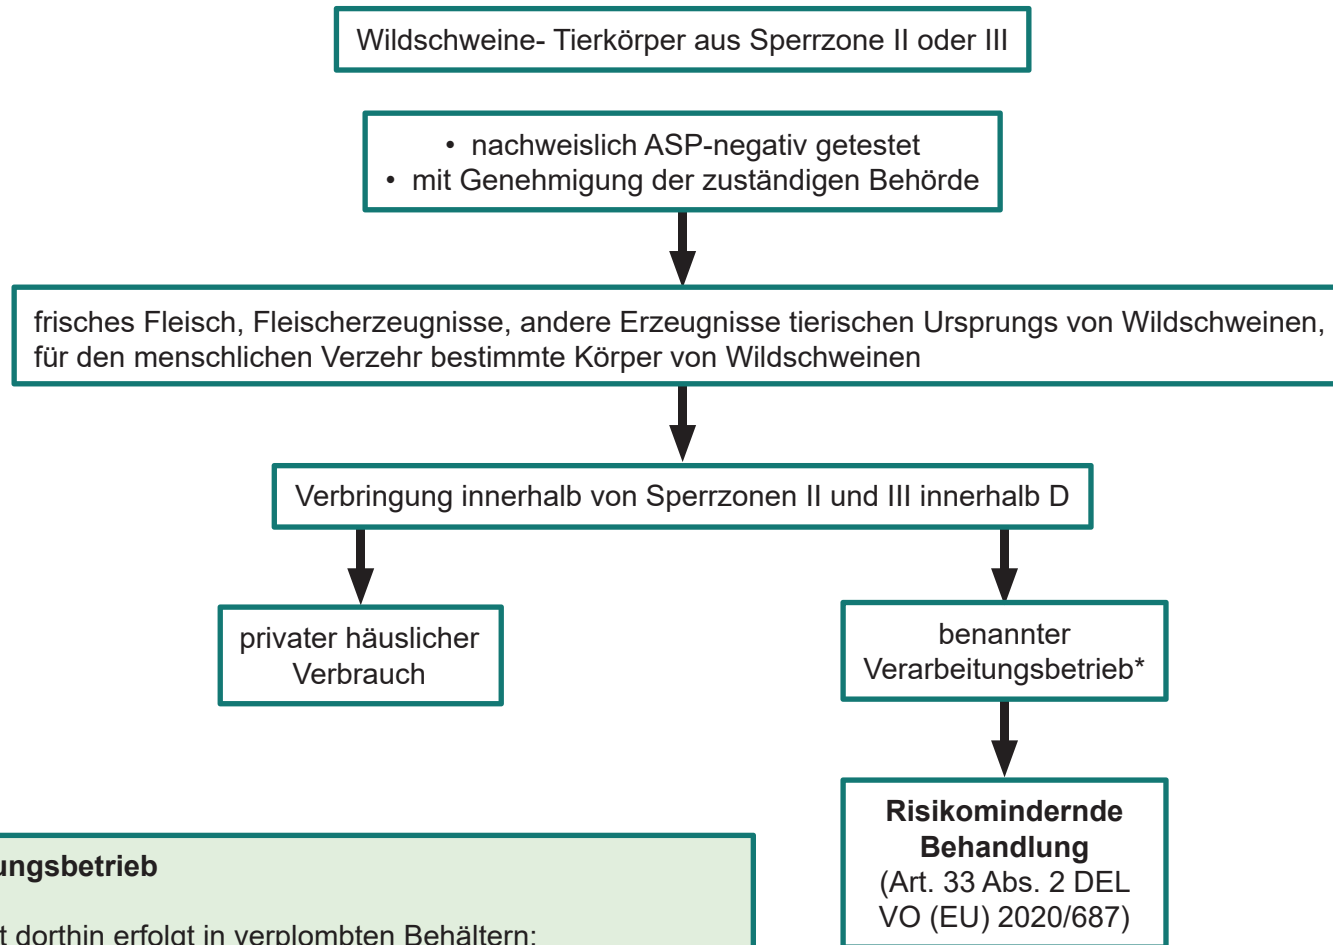 Wildschweine- Tierkörper aus Sperrzone II oder III
• nachweislich ASP-negativ getestet
• mit Genehmigung der zuständigen Behörde
frisches Fleisch, Fleischerzeugnisse, andere Erzeugnisse tierischen Ursprungs von Wildschweinen,
für den menschlichen Verzehr bestimmte Körper von Wildschweinen
Verbringung innerhalb von Sperrzonen II und III innerhalb D
privater häuslicher
Verbrauch
benannter
Verarbeitungsbetrieb*
Risikomindernde
Behandlung
(Art. 33 Abs. 2 DEL
VO (EU) 2020/687)
ungsbetrieb
t dorthin erfolgt in verplombten Behältern;